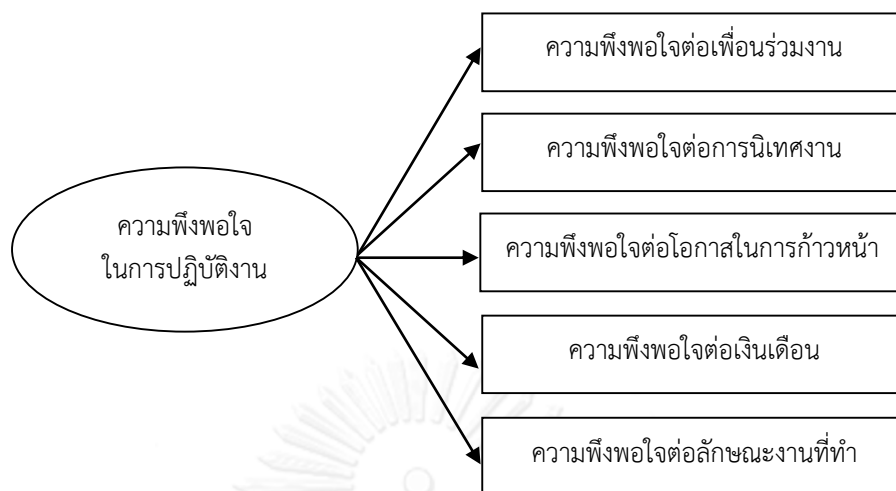 ความพึงพอใจต่อเพื่อนร่วมงาน
ความพึงพอใจต่อการนิเทศงาน
ความพึงพอใจ
ในการปฏิบัติงาน
ความพึงพอใจต่อโอกาสในการก้าวหน้า
ความพึงพอใจต่อเงินเดือน
ความพึงพอใจต่อลักษณะงานที่ทำ